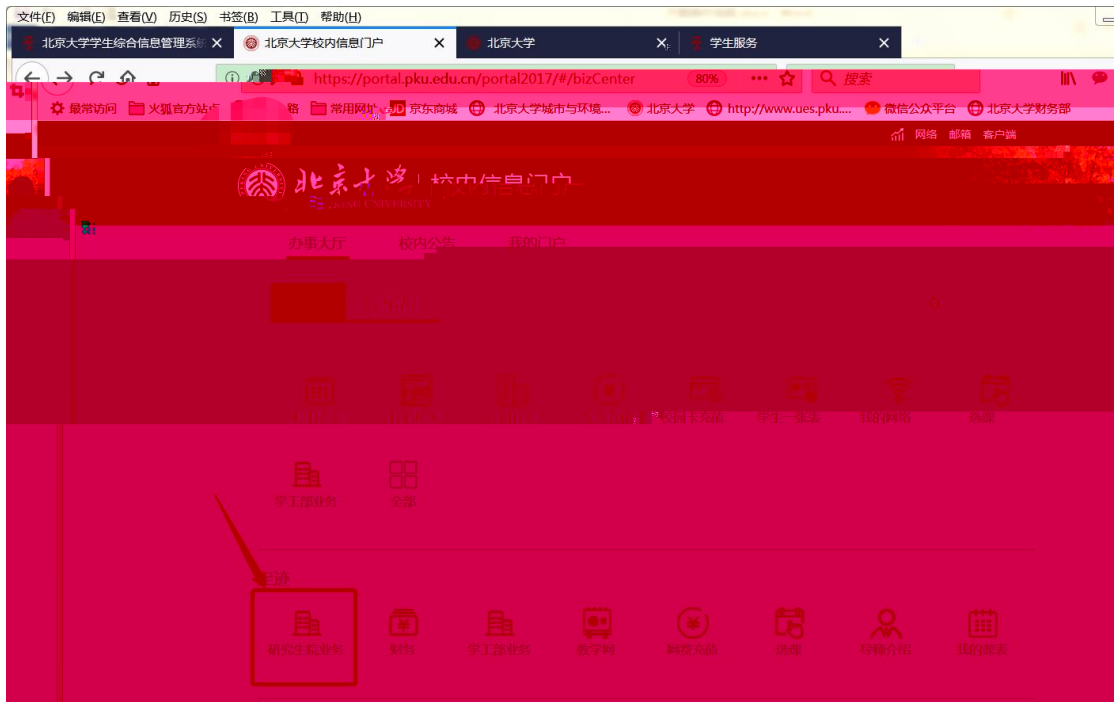 文件(F) 编辑(E) 查看(V) 历史(S) 书签(B) 工具(T) 帮助(H)
北京大学学生综合信息管理系统 北京大学校内信息门户 北京大学 学生服务
https://portal.pku.edu.cn/portal2017/#/bizCenter 80% 搜索
最常访问 火狐官方站点 常用网址 京东商城 北京大学城市与环境... 北京大学 http://www.ues.pku.... 微信公众平台 北京大学财务部
网络 邮箱 客户端
北京大学 校内信息门户
办事大厅 校内公告 我的门户
校园卡充值 学生一张表 我的网络 选课
学工部业务 全部
足迹
研究生院业务 财务 学工部业务 教学网 网费充值 选课 导师介绍 我的课表